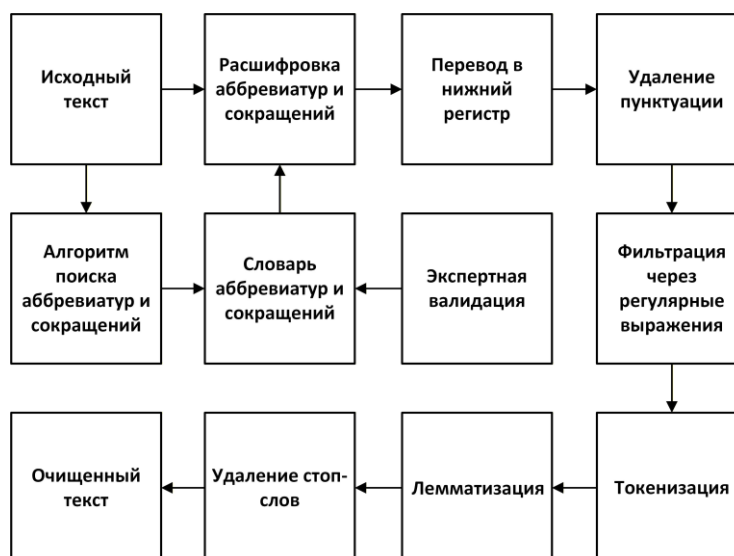 Исходный
текст
Расшифровка
аббревиатур и
сокращений
Перевод в
нижний
регистр
Удаление
пунктуации
Алгоритм
поиска
аббревиатур и
сокращений
Словарь
аббревиатур и
сокращений
Экспертная
валидация
Фильтрация
через
регулярные
выражения
Очищенный
текст
Удаление стоп-
слов
Лемматизация
Токенизация